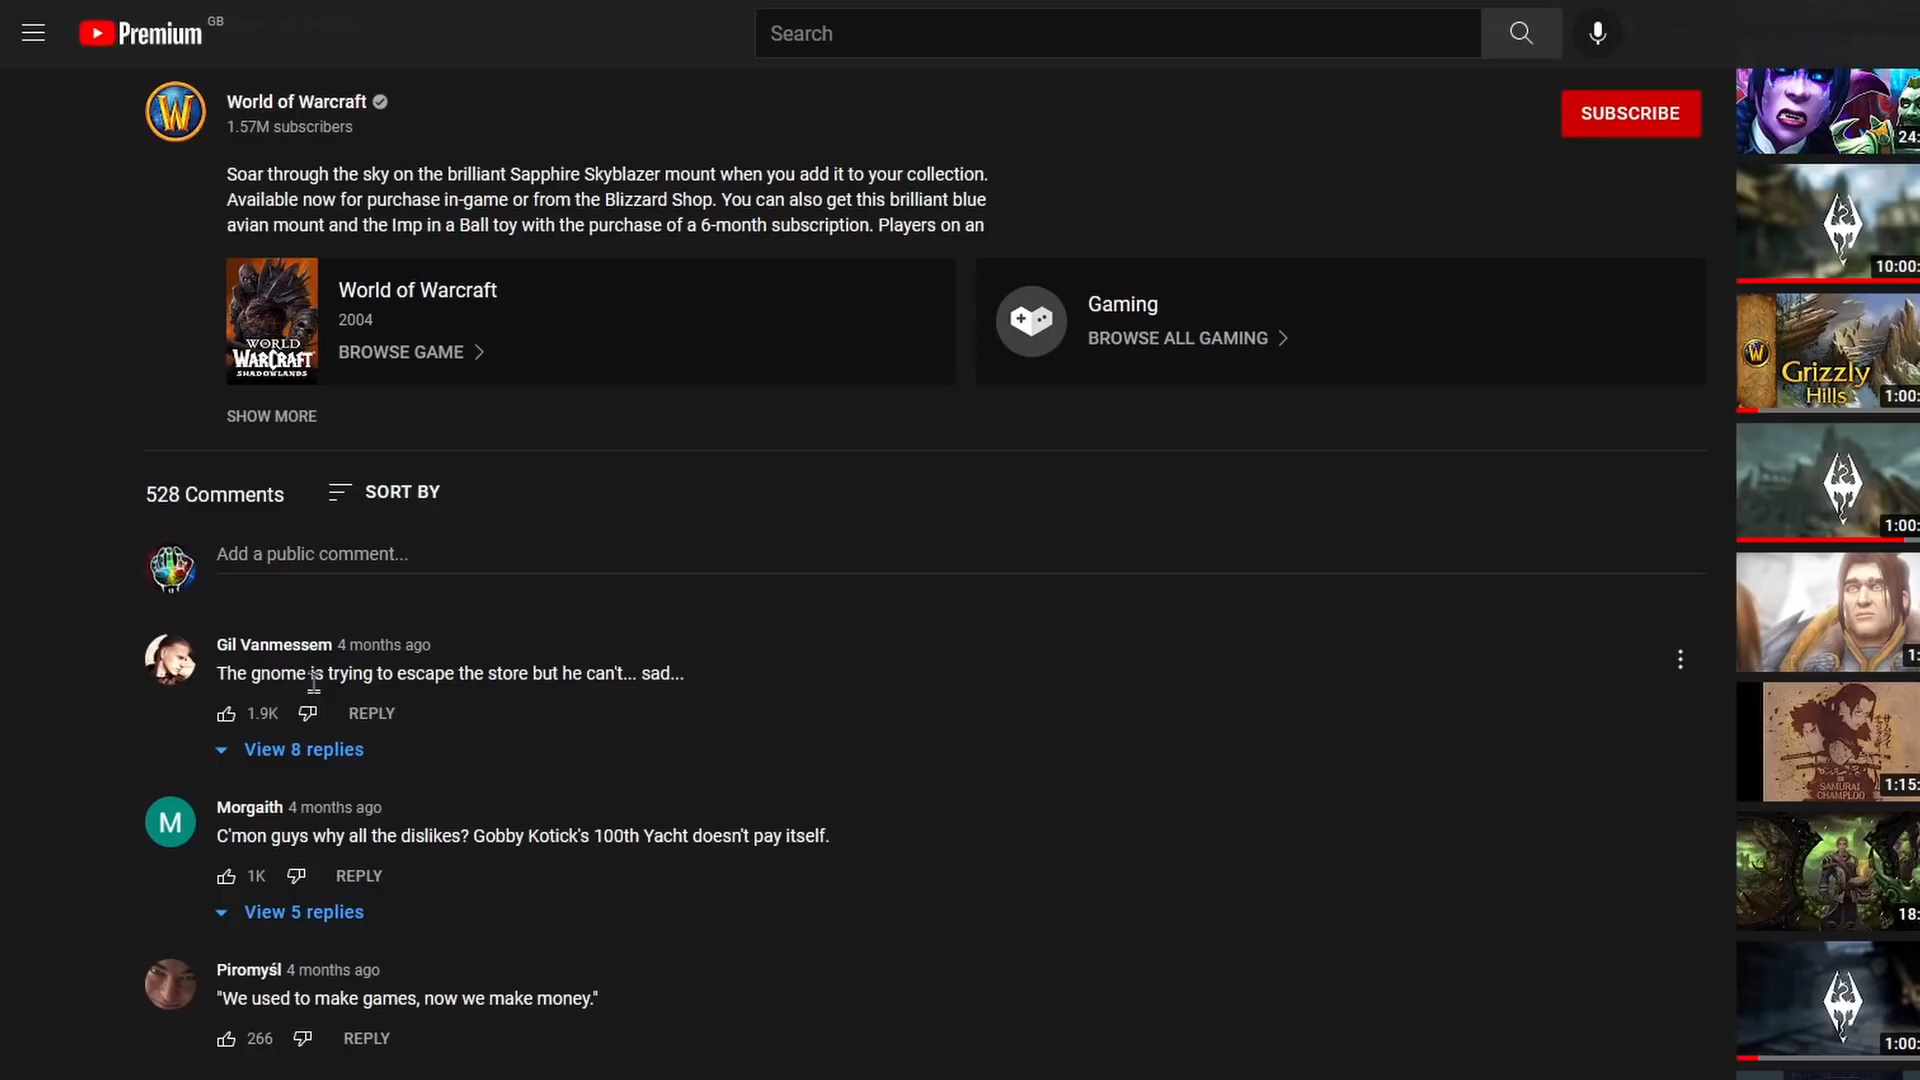 Premium GB
Search
World of Warcraft
1.57M subscribers
SUBSCRIBE
Soar through the sky on the brilliant Sapphire Skyblazer mount when you add it to your collection.
Available now for purchase in-game or from the Blizzard Shop. You can also get this brilliant blue
avian mount and the Imp in a Ball toy with the purchase of a 6-month subscription. Players on an
WORLD
WARCRAFT
SHADOWLANDS
World of Warcraft
2004
BROWSE GAME
Gaming
BROWSE ALL GAMING
SHOW MORE
528 Comments
SORT BY
Add a public comment...
Gil Vanmessem 4 months ago
The gnome is trying to escape the store but he can't... sad...
1.9K
REPLY
View 8 replies
M
Morgaith 4 months ago
C'mon guys why all the dislikes? Gobby Kotick's 100th Yacht doesn't pay itself.
1K
REPLY
View 5 replies
Piromyśl 4 months ago
"We used to make games, now we make money."
266
REPLY
24:
10:00:
Grizzly
Hills
1:00:
1:00:
1:
SAMURAI
CHAMPLOO
1:15:
18:
1:00: